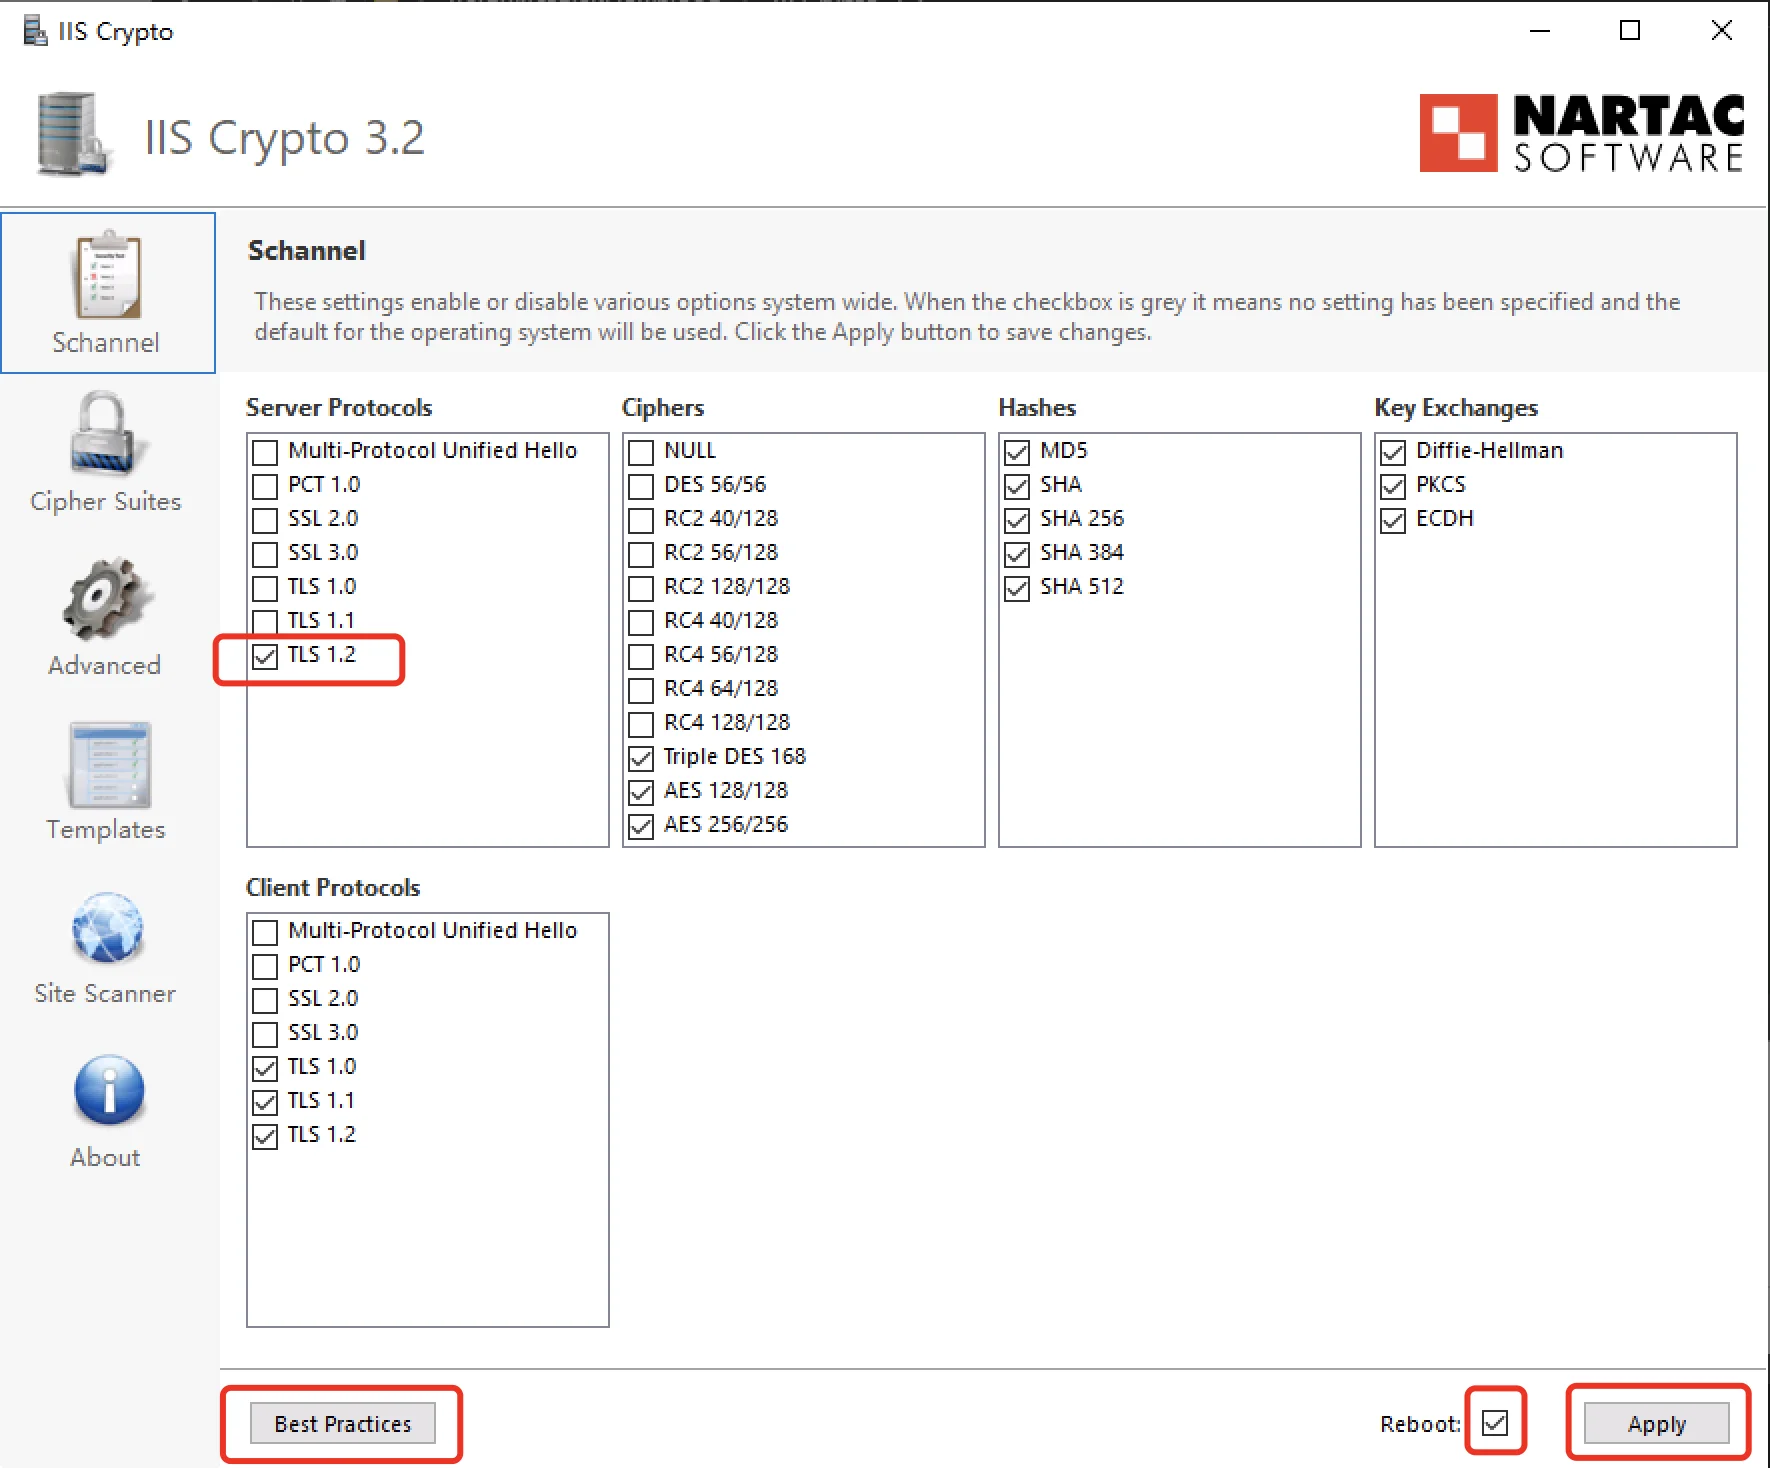 IIS Crypto
IIS Crypto 3.2
NARTAC
SOFTWARE
Schannel
Cipher Suites
Advanced
Templates
Site Scanner
About
Schannel
These settings enable or disable various options system wide. When the checkbox is grey it means no setting has been specified and the
default for the operating system will be used. Click the Apply button to save changes.
Server Protocols
Multi-Protocol Unified Hello
PCT 1.0
SSL 2.0
SSL 3.0
TLS 1.0
TLS 1.1
TLS 1.2
Ciphers
NULL
DES 56/56
RC2 40/128
RC2 56/128
RC2 128/128
RC4 40/128
RC4 56/128
RC4 64/128
RC4 128/128
Triple DES 168
AES 128/128
AES 256/256
Hashes
MD5
SHA
SHA 256
SHA 384
SHA 512
Key Exchanges
Diffie-Hellman
PKCS
ECDH
Client Protocols
Multi-Protocol Unified Hello
PCT 1.0
SSL 2.0
SSL 3.0
TLS 1.0
TLS 1.1
TLS 1.2
Best Practices
Reboot:
Apply